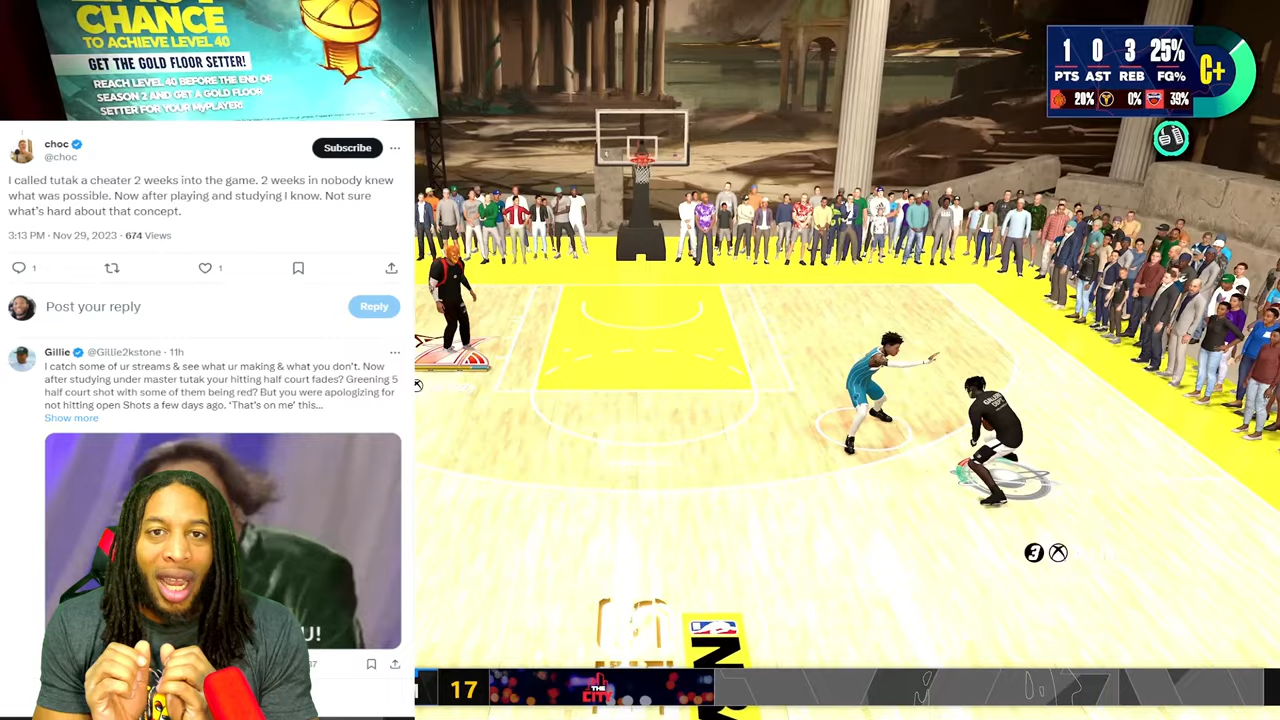 CHANCE
TO ACHIEVE LEVEL 40
GET THE GOLD FLOOR SETTER!
REACH LEVEL 40 BEFORE THE END OF
SEASON 2 AND GET A GOLD FLOOR
SETTER FOR YOUR MyPLAYER!
choc
@choc
Subscribe
I called tutak a cheater 2 weeks into the game. 2 weeks in nobody knew
what was possible. Now after playing and studying I know. Not sure
what's hard about that concept.
3:13 PM · Nov 29, 2023 · 674 Views
1
1
Post your reply
Reply
Gillie @Gillie2kstone · 11h
I catch some of ur streams & see what ur making & what you don't. Now
after studying under master tutak your hitting half court fades? Greening 5
half court shot with some of them being red? But you were apologizing for
not hitting open Shots a few days ago. 'That's on me' this...
Show more
U!
1 0 3 25%
PTS AST REB FG%
20% 0% 39%
C+
3
17
THE
CITY